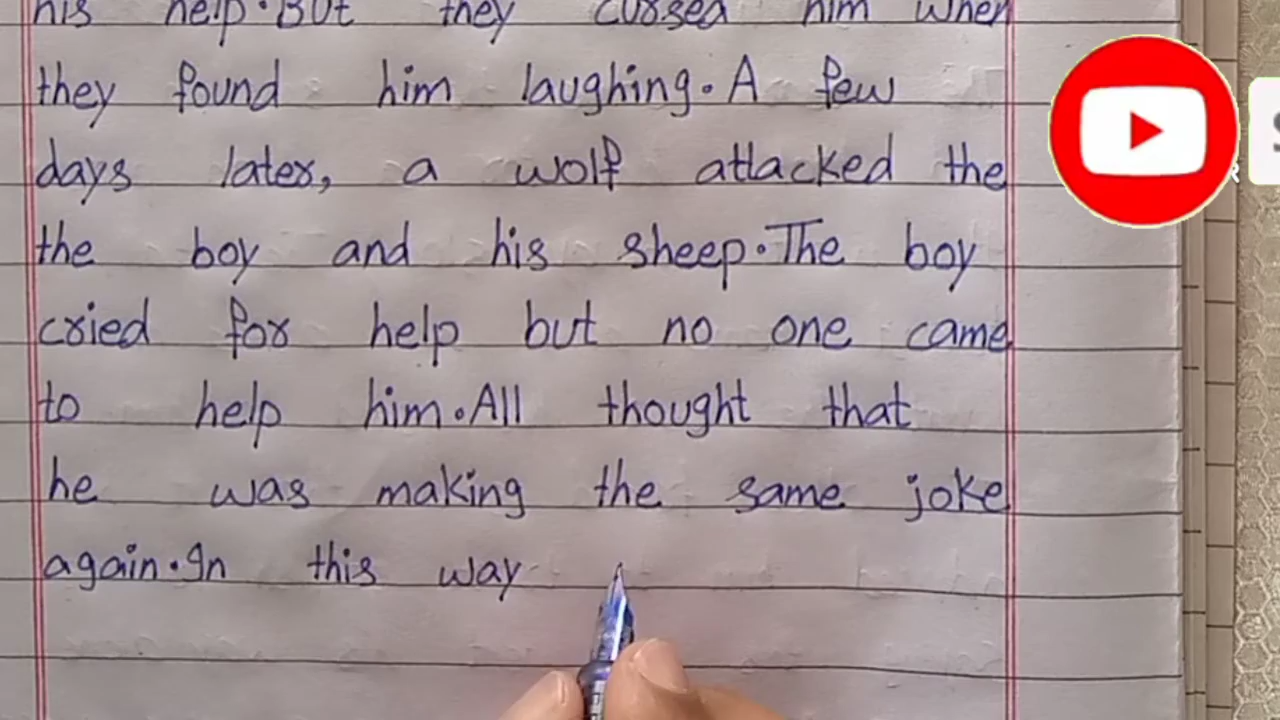 his help. But they cursed him when
they found him laughing. A few
days later, a wolf attacked the
the boy and his sheep. The boy
cried for help but no one came
to help him. All thought that
he was making the same joke
again. In this way